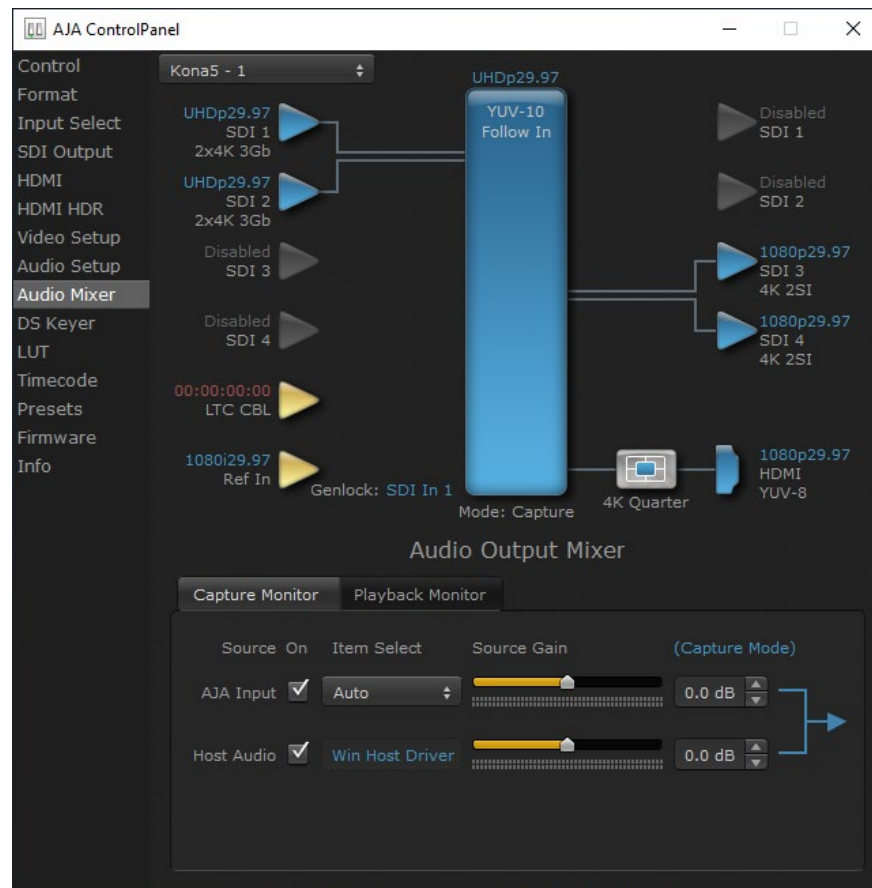 AJA ControlPanel
Control
Format
Input Select
SDI Output
HDMI
HDMI HDR
Video Setup
Audio Setup
Audio Mixer
DS Keyer
LUT
Timecode
Presets
Firmware
Info
Kona5 - 1
UHDp29.97
YUV-10
Follow In
UHDp29.97
SDI 1
2x4K 3Gb
UHDp29.97
SDI 2
2x4K 3Gb
Disabled
SDI 3
Disabled
SDI 4
00:00:00:00
LTC CBL
1080i29.97
Ref In
Genlock: SDI In 1
Mode: Capture
Disabled
SDI 1
Disabled
SDI 2
1080p29.97
SDI 3
4K 2SI
1080p29.97
SDI 4
4K 2SI
4K Quarter
1080p29.97
HDMI
YUV-8
Audio Output Mixer
Capture Monitor Playback Monitor
Source On Item Select Source Gain (Capture Mode)
AJA Input Auto 0.0 dB
Host Audio Win Host Driver 0.0 dB